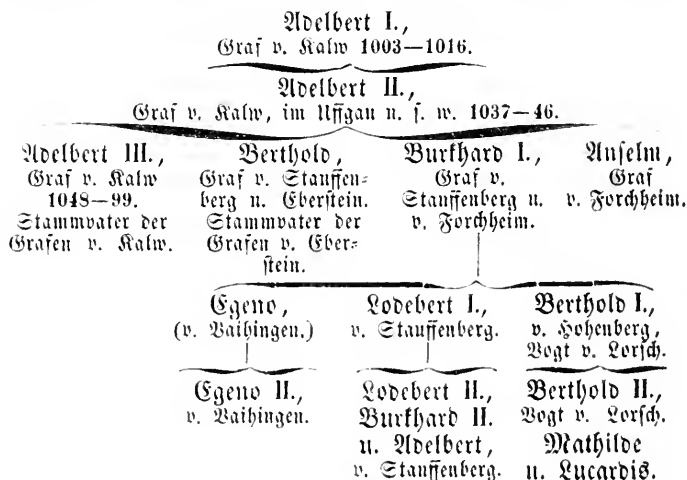 Adelbert I.,
Graf v. Kalw 1003—1016.
Adelbert II.,
Graf v. Kalw, im Uffgau u. s. w. 1037—46.
Adelbert III.,
Graf v. Kalw
1048—99.
Stammvater der
Grafen v. Kalw.
Berthold,
Graf v. Stauffen-
berg u. Eberstein.
Stammvater der
Grafen v. Eber-
stein.
Burkhard I.,
Graf v.
Stauffenberg u.
v. Forchheim.
Anselm,
Graf
v. Forchheim.
Egeno,
(v. Vaihingen.)
Lodebert I.,
v. Stauffenberg.
Berthold I.,
v. Hohenberg,
Vogt v. Lorsch.
Egeno II.,
v. Vaihingen.
Lodebert II.,
Burkhard II.
u. Adelbert,
v. Stauffenberg.
Berthold II.,
Vogt v. Lorsch.
Mathilde
u. Lucardis.